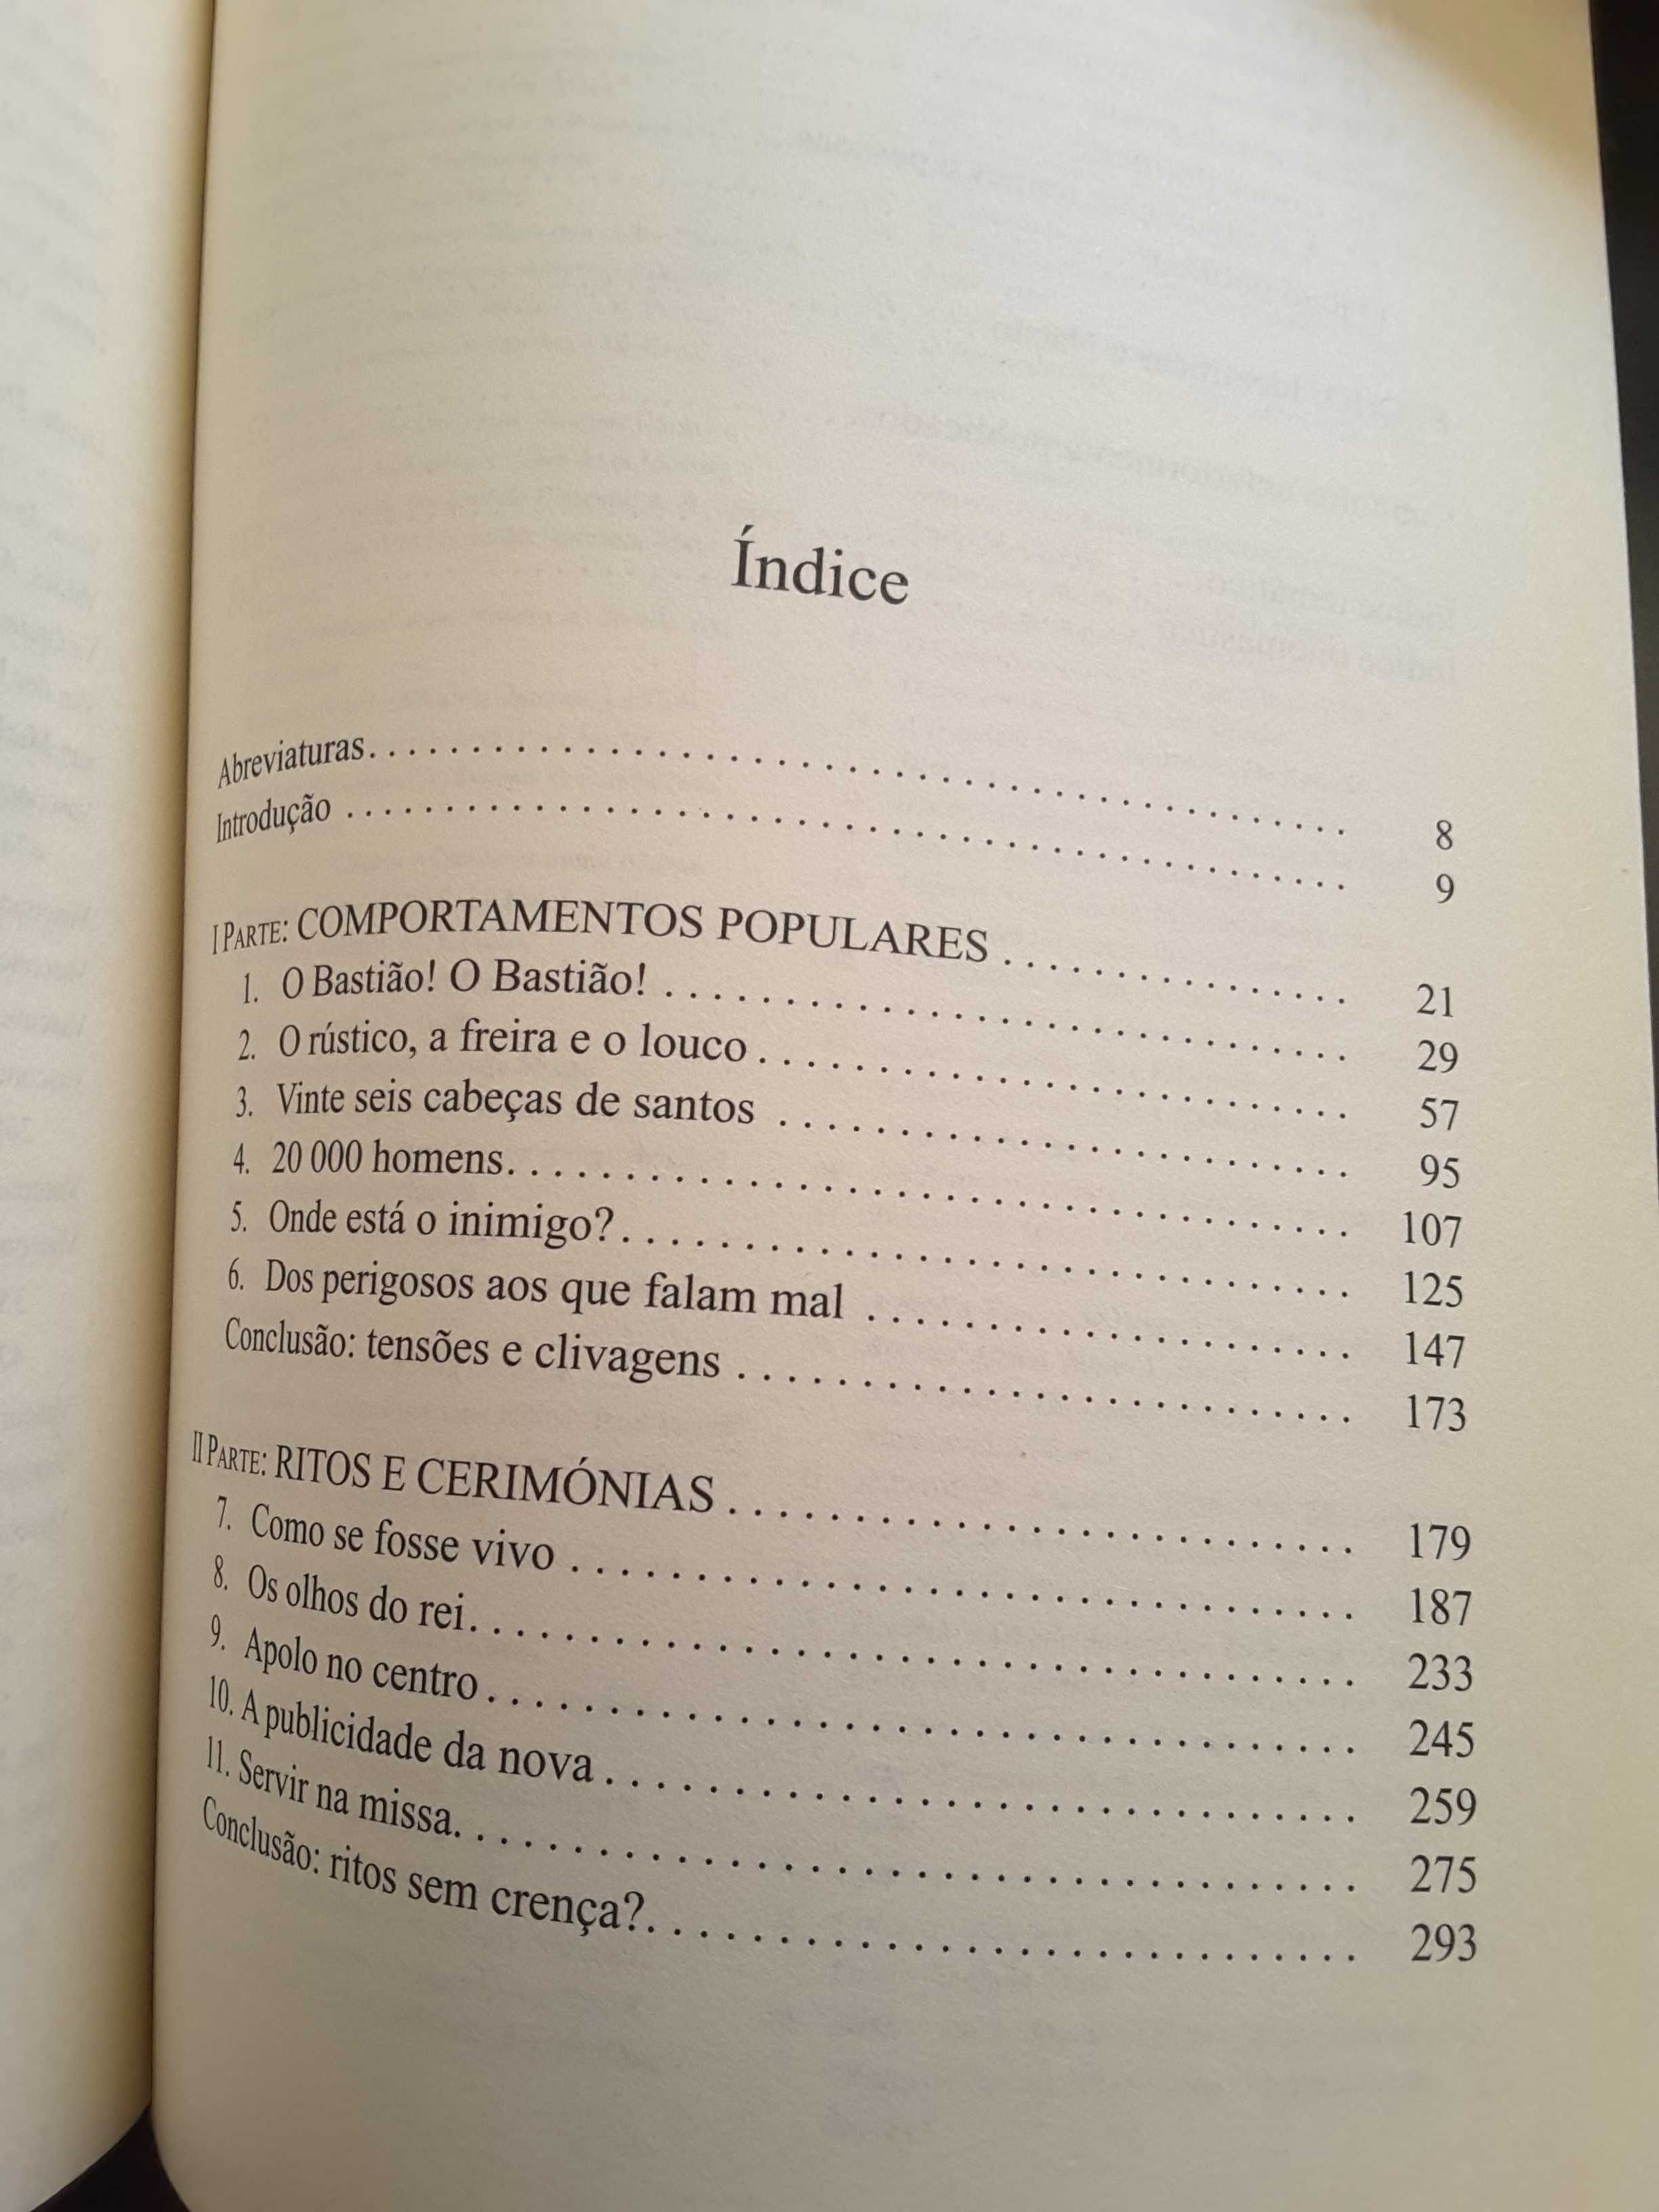 Índice
Abreviaturas. . . . . . . . . . . . . . . . . . . . . . . . . . . . . . 8
Introdução . . . . . . . . . . . . . . . . . . . . . . . . . . . . . . 9
I PARTE: COMPORTAMENTOS POPULARES . . . . . . . . . . . . . . . 21
1. O Bastião! O Bastião! . . . . . . . . . . . . . . . . . . . . . . . . 29
2. O rústico, a freira e o louco . . . . . . . . . . . . . . . . . . . . . 57
3. Vinte seis cabeças de santos . . . . . . . . . . . . . . . . . . . . 95
4. 20 000 homens. . . . . . . . . . . . . . . . . . . . . . . . . . . . 107
5. Onde está o inimigo?. . . . . . . . . . . . . . . . . . . . . . . . 125
6. Dos perigosos aos que falam mal . . . . . . . . . . . . . . . . . 147
Conclusão: tensões e clivagens . . . . . . . . . . . . . . . . . . . . 173
II PARTE: RITOS E CERIMÓNIAS . . . . . . . . . . . . . . . . . . . . 179
7. Como se fosse vivo . . . . . . . . . . . . . . . . . . . . . . . . . 187
8. Os olhos do rei. . . . . . . . . . . . . . . . . . . . . . . . . . . . 233
9. Apolo no centro . . . . . . . . . . . . . . . . . . . . . . . . . . . 245
10. A publicidade da nova . . . . . . . . . . . . . . . . . . . . . . . 259
11. Servir na missa. . . . . . . . . . . . . . . . . . . . . . . . . . . 275
Conclusão: ritos sem crença?. . . . . . . . . . . . . . . . . . . . . 293